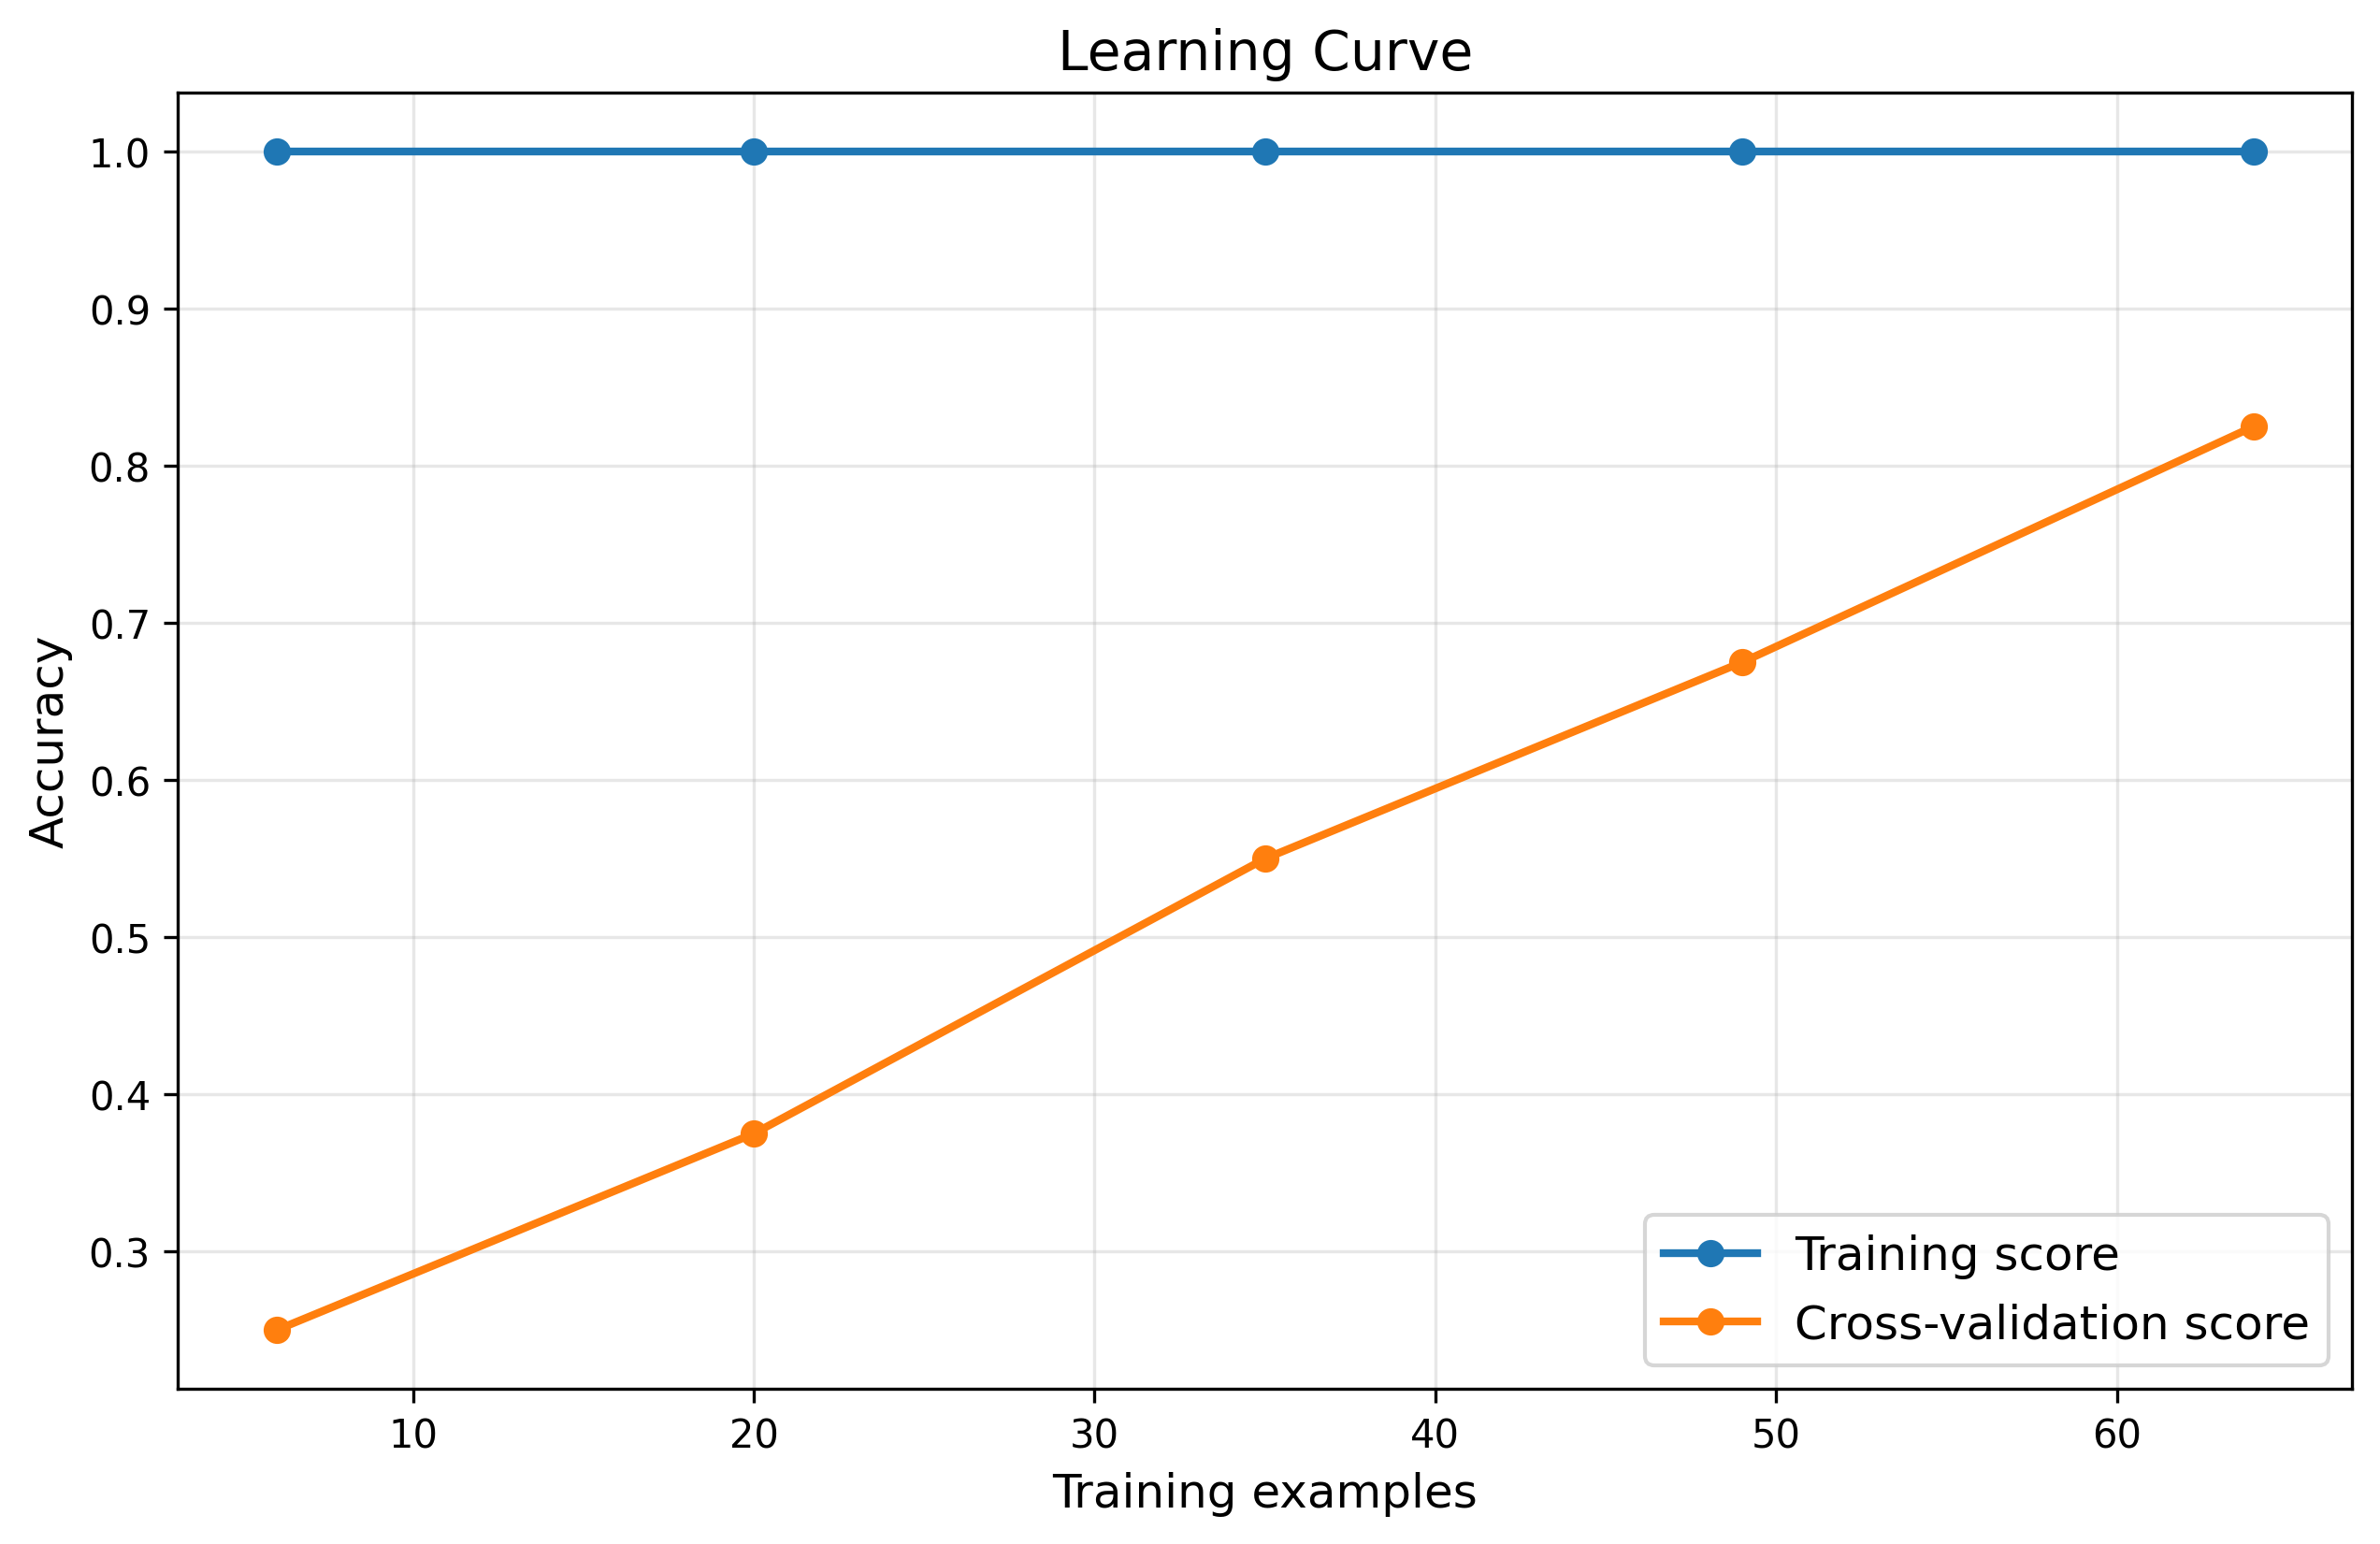 Learning Curve
1.0
0.9
0.8
0.7
0.6
0.5
0.4
0.3
Accuracy
10 20 30 40 50 60
Training examples
Training score
Cross-validation score